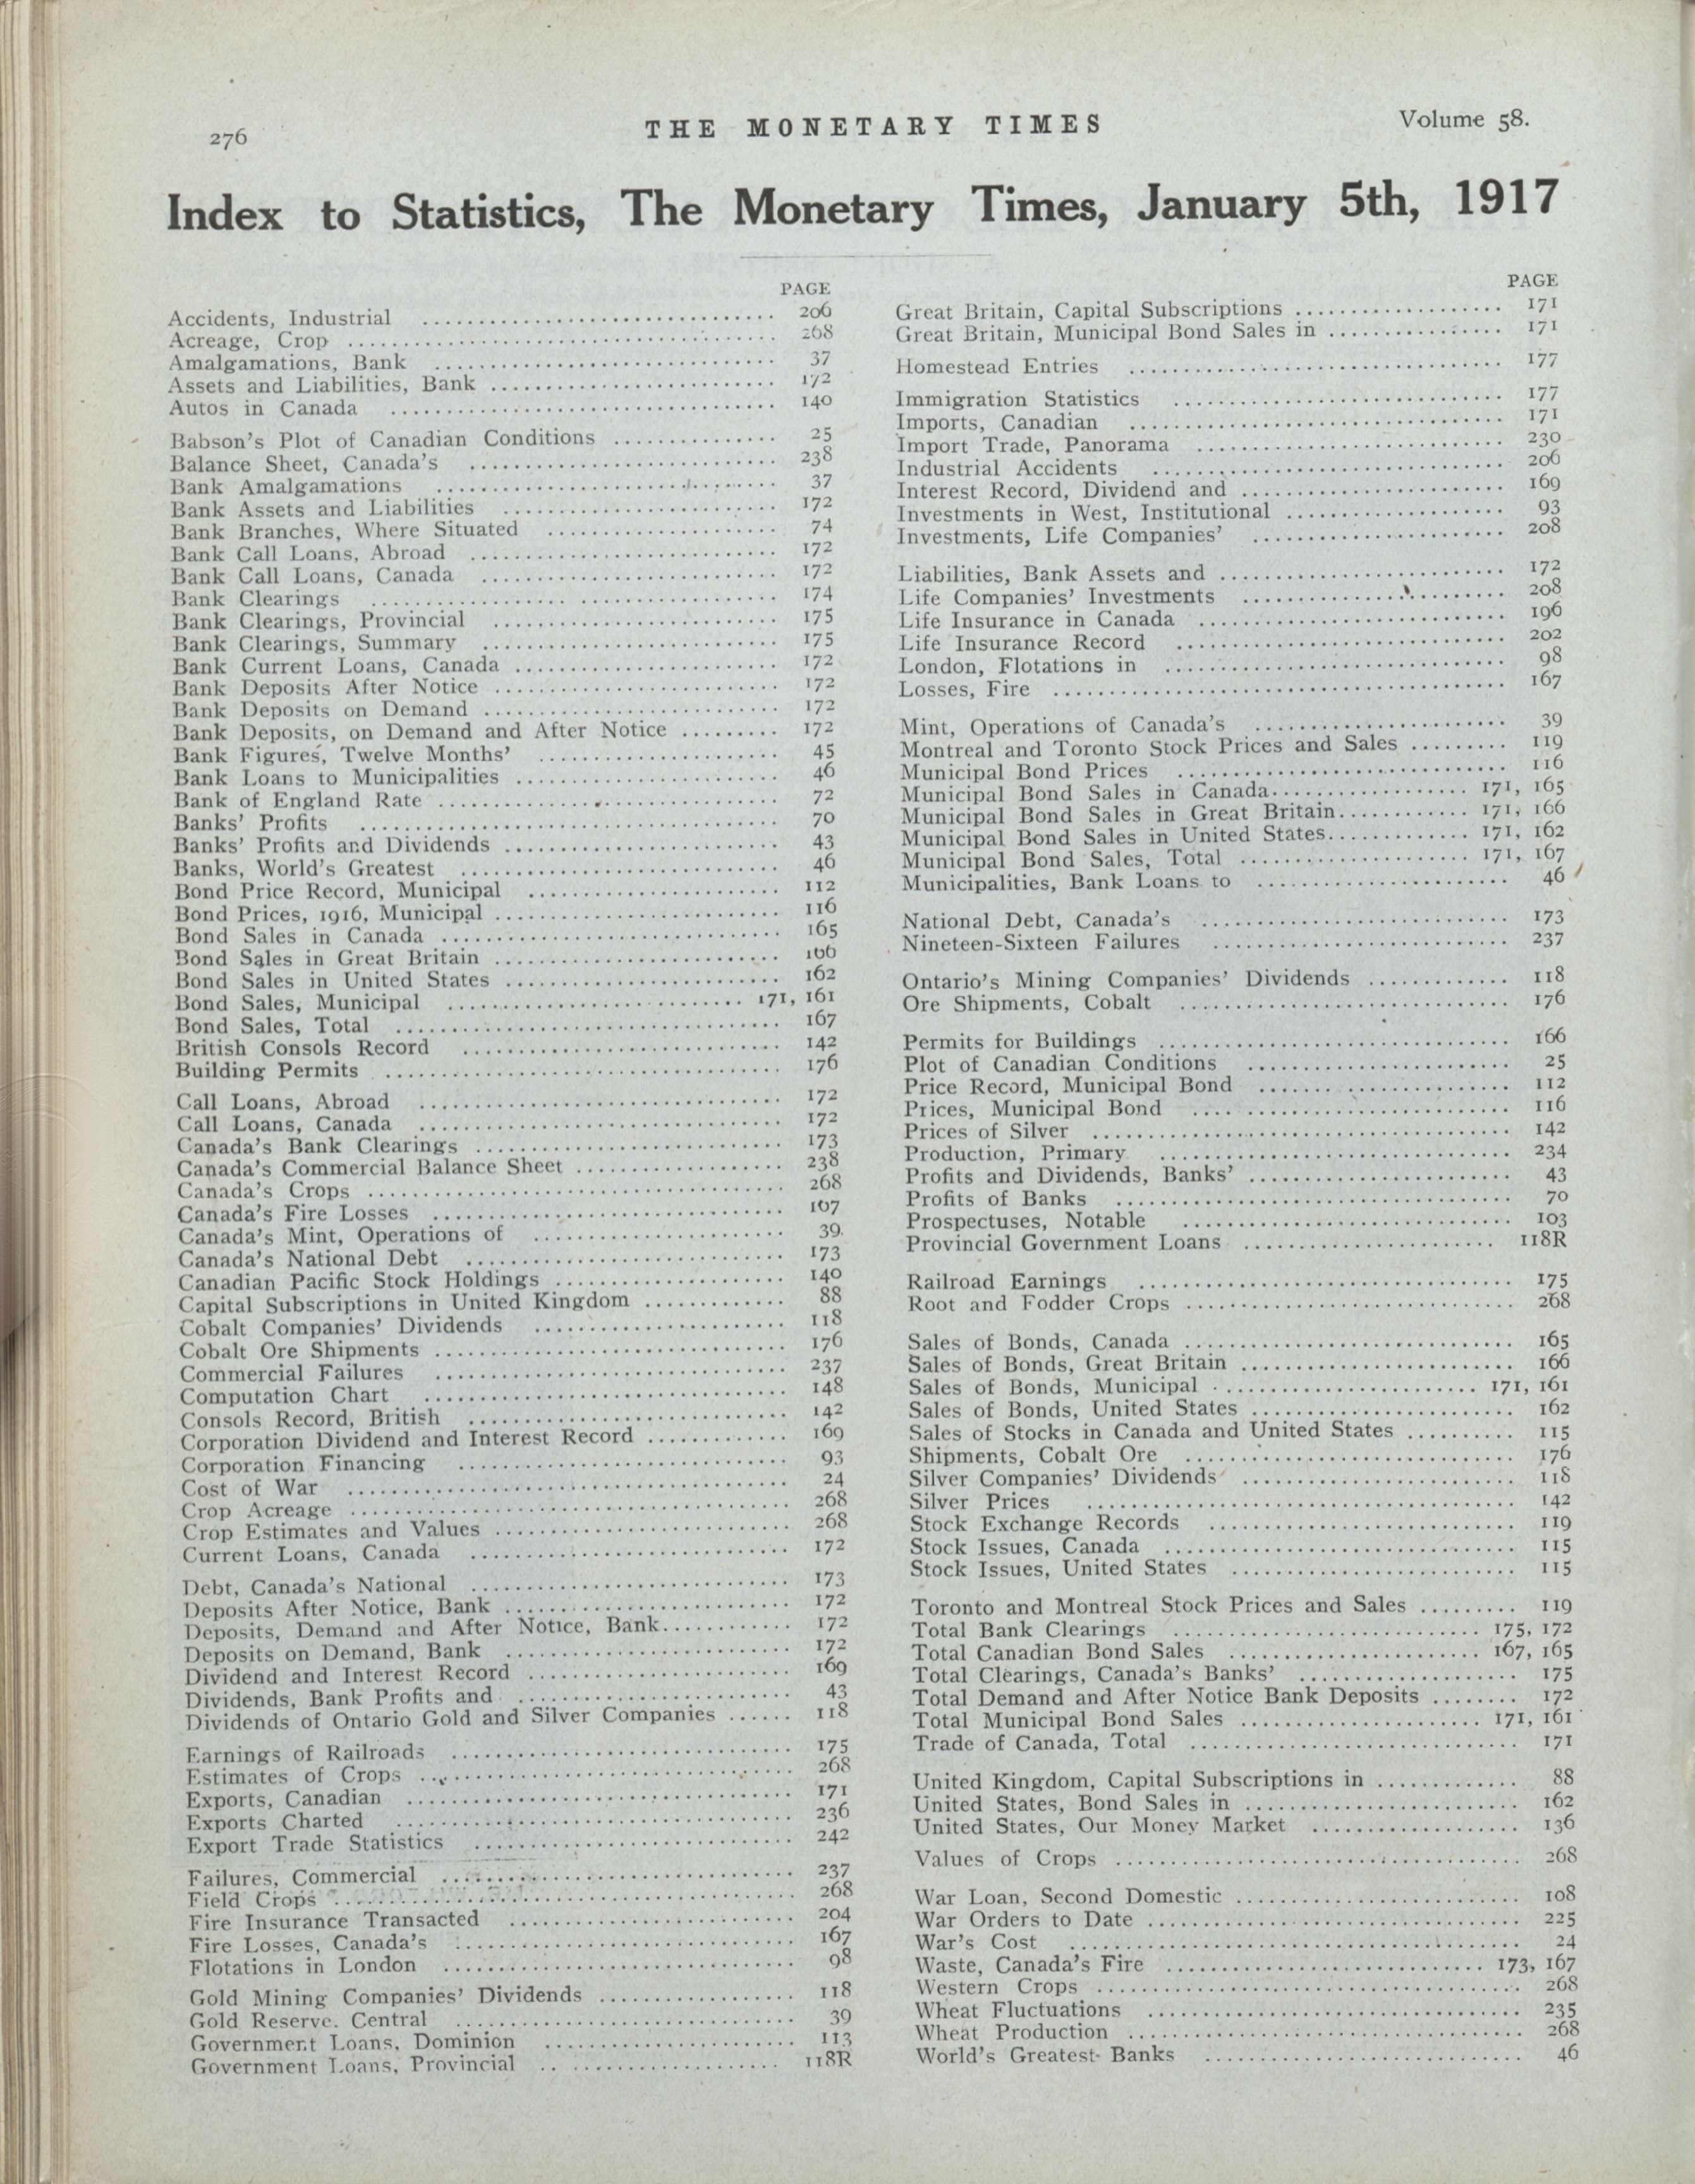 276
THE MONETARY TIMES
Volume 58.
Index to Statistics, The Monetary Times, January 5th, 1917
PAGE
Accidents, Industrial ................................ 206
Acreage, Crop ........................................ 268
Amalgamations, Bank ............................... 37
Assets and Liabilities, Bank .......................... 172
Autos in Canada ................................... 140
Babson's Plot of Canadian Conditions ............... 25
Balance Sheet, Canada's ............................ 238
Bank Amalgamations ............................... 37
Bank Assets and Liabilities ......................... 172
Bank Branches, Where Situated ..................... 74
Bank Call Loans, Abroad ............................ 172
Bank Call Loans, Canada ........................... 172
Bank Clearings .................................... 174
Bank Clearings, Provincial .......................... 175
Bank Clearings, Summary ........................... 175
Bank Current Loans, Canada ........................ 172
Bank Deposits After Notice .......................... 172
Bank Deposits on Demand ........................... 172
Bank Deposits, on Demand and After Notice ......... 172
Bank Figures, Twelve Months' ...................... 45
Bank Loans to Municipalities ........................ 46
Bank of England Rate ............................... 72
Banks' Profits ...................................... 70
Banks' Profits and Dividends ......................... 43
Banks, World's Greatest ............................. 46
Bond Price Record, Municipal ....................... 112
Bond Prices, 1916, Municipal .......................... 116
Bond Sales in Canada ............................... 165
Bond Sales in Great Britain .......................... 166
Bond Sales in United States ......................... 162
Bond Sales, Municipal ........................... 171, 161
Bond Sales, Total ................................... 167
British Consols Record ............................. 142
Building Permits .................................... 176
Call Loans, Abroad ................................. 172
Call Loans, Canada ................................. 172
Canada's Bank Clearings ............................ 173
Canada's Commercial Balance Sheet ................... 238
Canada's Crops ...................................... 268
Canada's Fire Losses ................................ 167
Canada's Mint, Operations of ....................... 39
Canada's National Debt ............................. 173
Canadian Pacific Stock Holdings ..................... 140
Capital Subscriptions in United Kingdom ............. 88
Cobalt Companies' Dividends ....................... 118
Cobalt Ore Shipments ................................ 176
Commercial Failures ................................ 237
Computation Chart ................................. 148
Consols Record, British ............................. 142
Corporation Dividend and Interest Record ............. 169
Corporation Financing .............................. 93
Cost of War ........................................ 24
Crop Acreage ........................................ 268
Crop Estimates and Values ........................... 268
Current Loans, Canada ............................. 172
Debt, Canada's National ............................. 173
Deposits After Notice, Bank .......................... 172
Deposits, Demand and After Notice, Bank............ 172
Deposits on Demand, Bank .......................... 172
Dividend and Interest Record ........................ 169
Dividends, Bank Profits and ......................... 43
Dividends of Ontario Gold and Silver Companies ...... 118
Earnings of Railroads ............................... 175
Estimates of Crops .................................. 268
Exports, Canadian ................................... 171
Exports Charted .................................... 236
Export Trade Statistics ............................. 242
Failures, Commercial ................................ 237
Field Crops ......................................... 268
Fire Insurance Transacted .......................... 204
Fire Losses, Canada's ............................... 167
Flotations in London ................................ 98
Gold Mining Companies' Dividends .................. 118
Gold Reserve, Central ............................... 39
Government Loans, Dominion ....................... 113
Government Loans, Provincial ..................... 118R
PAGE
Great Britain, Capital Subscriptions ................... 171
Great Britain, Municipal Bond Sales in ................ 171
Homestead Entries .................................. 177
Immigration Statistics .............................. 177
Imports, Canadian .................................. 171
Import Trade, Panorama ............................ 230
Industrial Accidents ................................ 206
Interest Record, Dividend and ........................ 169
Investments in West, Institutional .................... 93
Investments, Life Companies' ....................... 208
Liabilities, Bank Assets and .......................... 172
Life Companies' Investments ........................ 208
Life Insurance in Canada ............................ 196
Life Insurance Record .............................. 202
London, Flotations in ............................... 98
Losses, Fire ......................................... 167
Mint, Operations of Canada's ....................... 39
Montreal and Toronto Stock Prices and Sales ......... 119
Municipal Bond Prices .............................. 116
Municipal Bond Sales in Canada.................. 171, 165
Municipal Bond Sales in Great Britain............ 171, 166
Municipal Bond Sales in United States............. 171, 162
Municipal Bond Sales, Total ..................... 171, 167
Municipalities, Bank Loans to ....................... 46
National Debt, Canada's ............................ 173
Nineteen-Sixteen Failures ........................... 237
Ontario's Mining Companies' Dividends ............. 118
Ore Shipments, Cobalt .............................. 176
Permits for Buildings ................................ 166
Plot of Canadian Conditions ........................ 25
Price Record, Municipal Bond ....................... 112
Prices, Municipal Bond ............................. 116
Prices of Silver ...................................... 142
Production, Primary ................................ 234
Profits and Dividends, Banks' ........................ 43
Profits of Banks .................................... 70
Prospectuses, Notable .............................. 103
Provincial Government Loans ....................... 118R
Railroad Earnings .................................. 175
Root and Fodder Crops .............................. 268
Sales of Bonds, Canada .............................. 165
Sales of Bonds, Great Britain ......................... 166
Sales of Bonds, Municipal ........................ 171, 161
Sales of Bonds, United States ........................ 162
Sales of Stocks in Canada and United States .......... 115
Shipments, Cobalt Ore .............................. 176
Silver Companies' Dividends ......................... 118
Silver Prices ....................................... 142
Stock Exchange Records ............................ 119
Stock Issues, Canada ................................ 115
Stock Issues, United States .......................... 115
Toronto and Montreal Stock Prices and Sales ......... 119
Total Bank Clearings ............................ 175, 172
Total Canadian Bond Sales ....................... 167, 165
Total Clearings, Canada's Banks' .................... 175
Total Demand and After Notice Bank Deposits ........ 172
Total Municipal Bond Sales ...................... 171, 161
Trade of Canada, Total .............................. 171
United Kingdom, Capital Subscriptions in ............. 88
United States, Bond Sales in ......................... 162
United States, Our Money Market ................... 136
Values of Crops ..................................... 268
War Loan, Second Domestic .......................... 108
War Orders to Date .................................. 225
War's Cost ......................................... 24
Waste, Canada's Fire ............................. 173, 167
Western Crops ....................................... 268
Wheat Fluctuations .................................. 235
Wheat Production .................................... 268
World's Greatest Banks ............................. 46